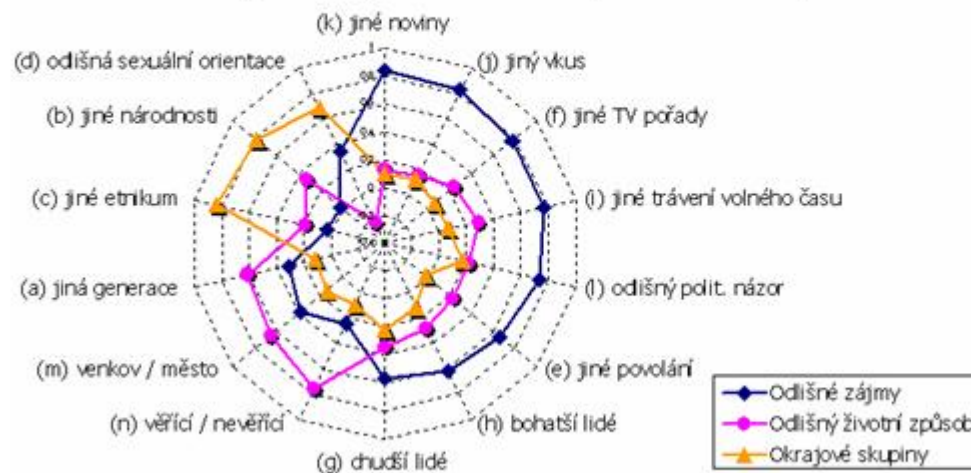 (k) jiné noviny
(d) odlišná sexuální orientace
(j) jiný vkus
(b) jiné národnosti
(f) jiné TV pořady
(c) jiné etnikum
(i) jiné trávení volného času
(a) jiná generace
(l) odlišný polit. názor
(m) venkov / město
(e) jiné povolání
(n) věřící / nevěřící
(h) bohatší lidé
(g) chudší lidé
Odlišné zájmy
Odlišný životní způsob
Okrajové skupiny